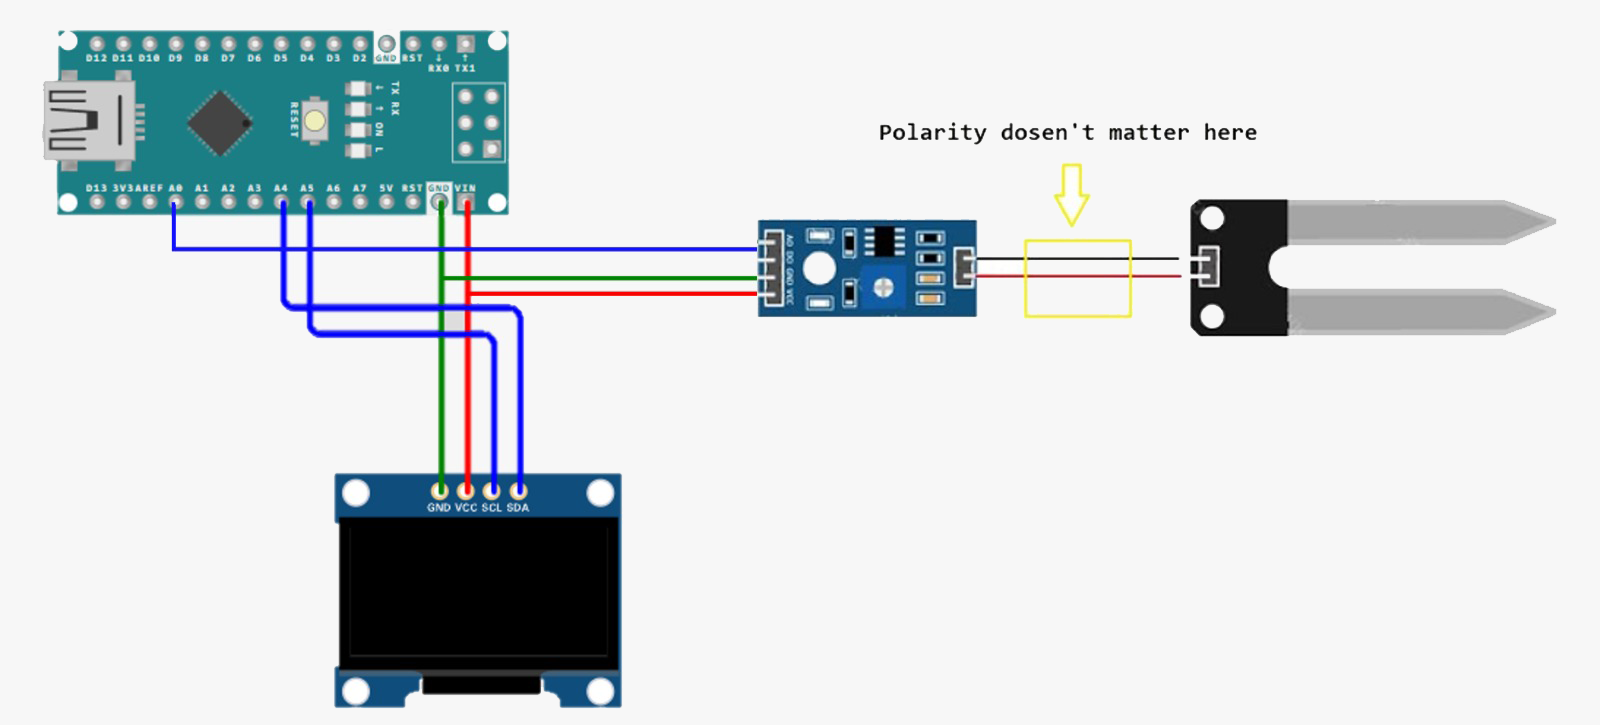 D12 D11 D10 D9 D8 D7 D6 D5 D4 D3 D2 GND RST ↓ ↑
RX0 TX1
RESET
TX RX
↓ ↑ ON L
D13 3V3 AREF A0 A1 A2 A3 A4 A5 A6 A7 5V RST GND VIN
Polarity dosen't matter here
AO DO GND VCC
GND VCC SCL SDA